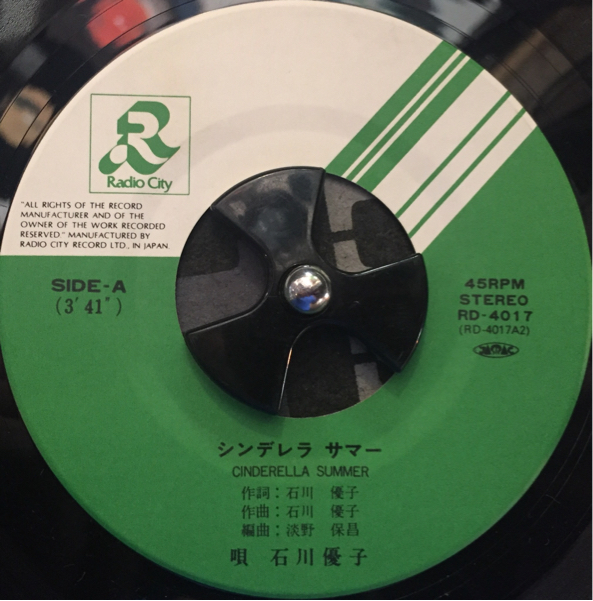 R
Radio City
"ALL RIGHTS OF THE RECORD
MANUFACTURER AND OF THE
OWNER OF THE WORK RECORDED
RESERVED." MANUFACTURED BY
RADIO CITY RECORD LTD., IN JAPAN.
SIDE-A
(3'41")
45RPM
STEREO
RD-4017
(RD-4017A2)
シンデレラ サマー
CINDERELLA SUMMER
作詞:石川 優子
作曲:石川 優子
編曲:淡野 保昌
唄 石川優子